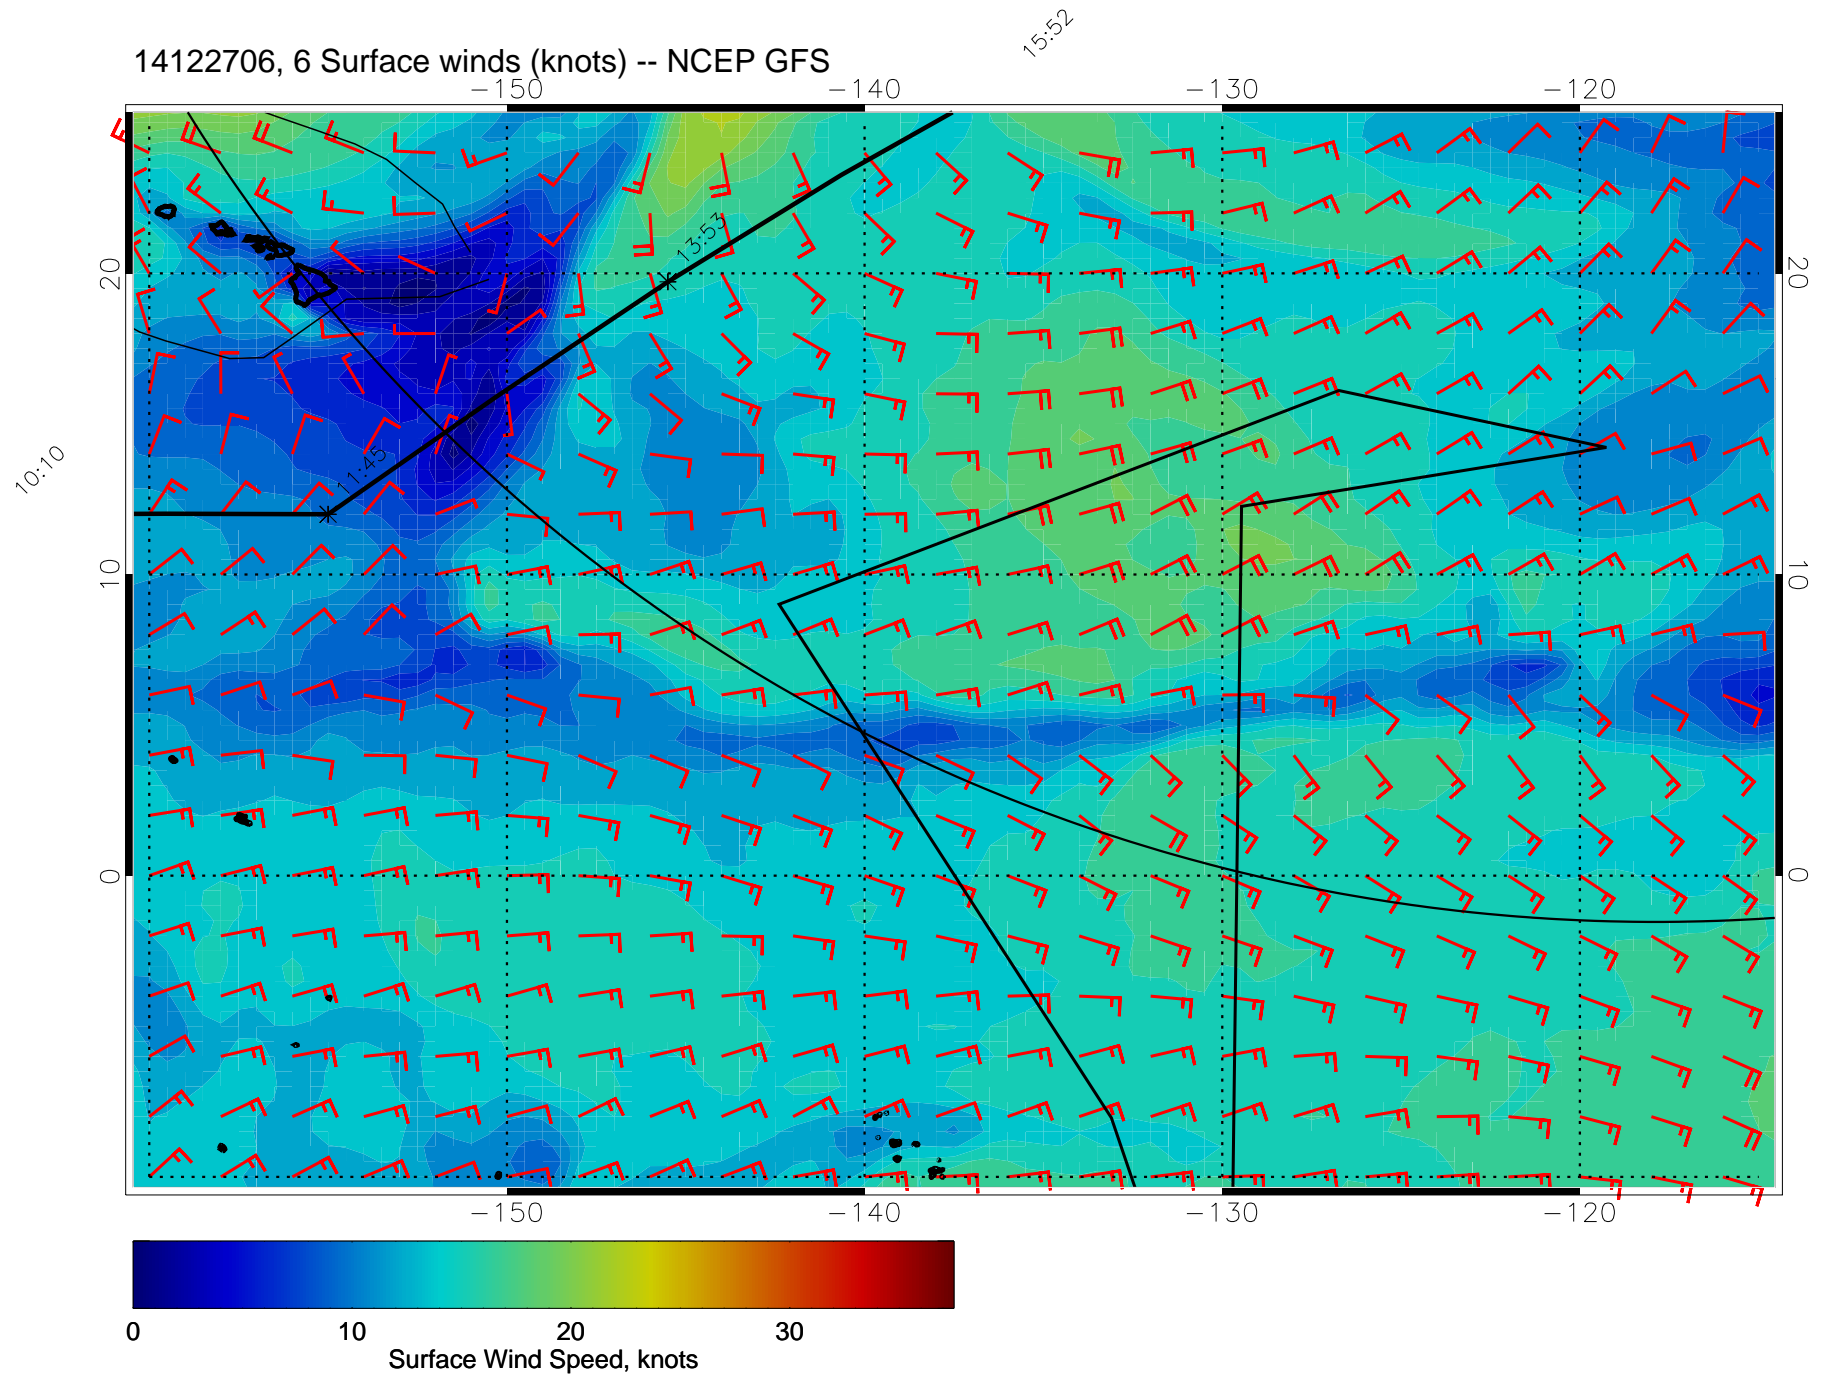 15:52
14122706, 6 Surface winds (knots) -- NCEP GFS
-150 -140 -130 -120
13:53
20 20
11:45
10:10
10 10
0 0
-150 -140 -130 -120
0 10 20 30
Surface Wind Speed, knots